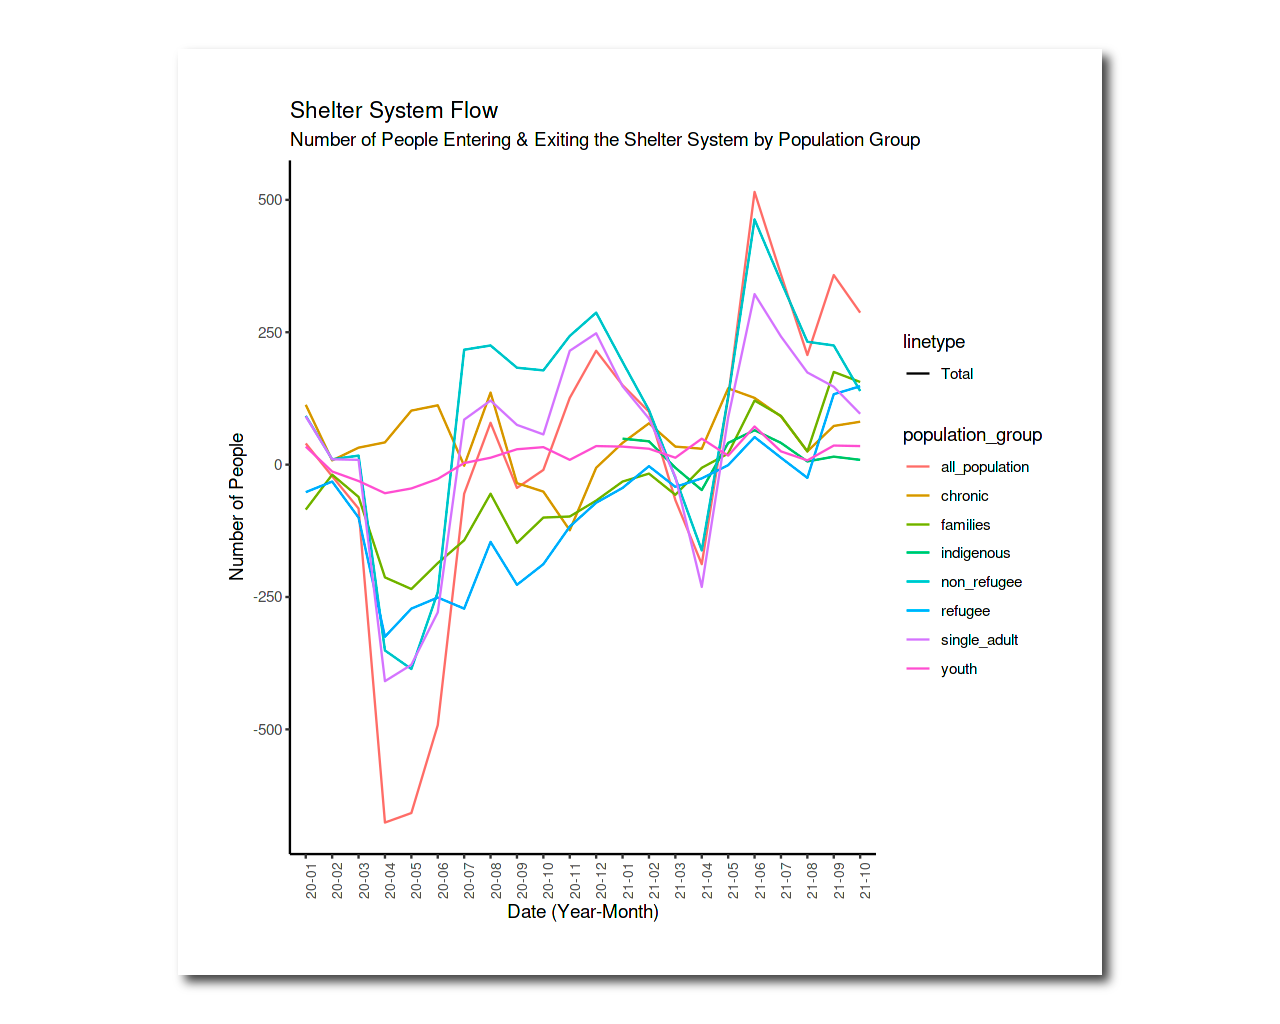 Shelter System Flow
Number of People Entering & Exiting the Shelter System by Population Group
500
250
0
-250
-500
Number of People
20-01
20-02
20-03
20-04
20-05
20-06
20-07
20-08
20-09
20-10
20-11
20-12
21-01
21-02
21-03
21-04
21-05
21-06
21-07
21-08
21-09
21-10
Date (Year-Month)
linetype
Total
population_group
all_population
chronic
families
indigenous
non_refugee
refugee
single_adult
youth